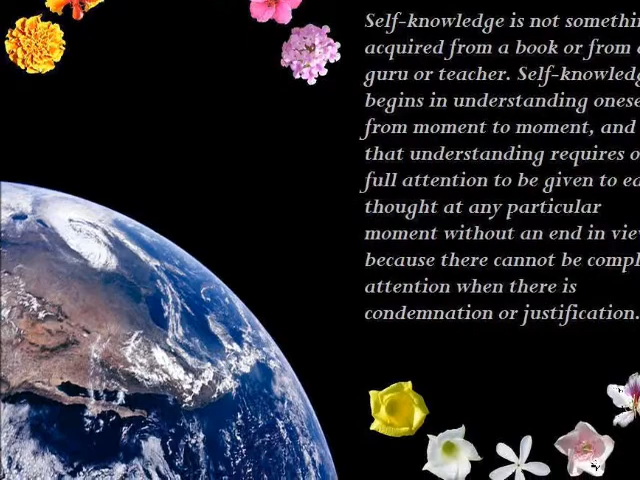 Self-knowledge is not somethin
acquired from a book or from
guru or teacher. Self-knowledg
begins in understanding onese
from moment to moment, and
that understanding requires o
full attention to be given to ea
thought at any particular
moment without an end in view
because there cannot be compl
attention when there is
condemnation or justification.